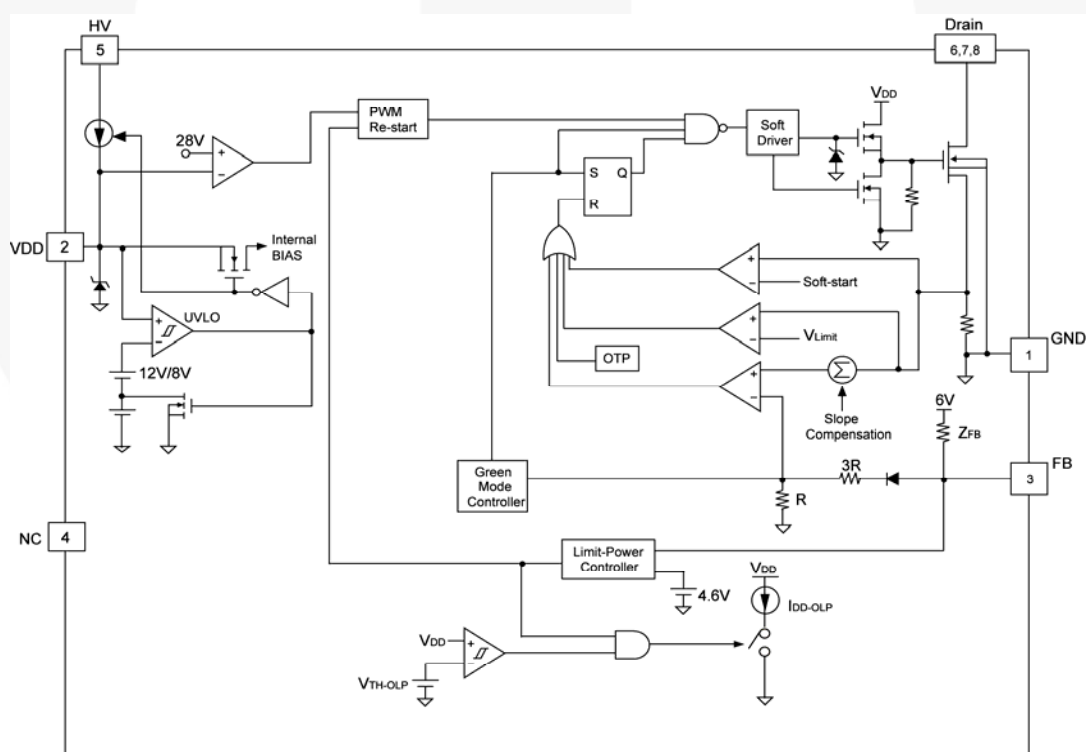 HV
5
Drain
6,7,8
VDD
PWM
Re-start
28V
+
−
Soft
Driver
S Q
R
VDD
2
Internal
BIAS
UVLO
+
−
12V/8V
+
−
Soft-start
+
−
VLimit
OTP
+
−
Σ
Slope
Compensation
GND
1
6V
ZFB
FB
3
3R
R
Green
Mode
Controller
NC
4
Limit-Power
Controller
4.6V
VDD
IDD-OLP
VDD
+
−
VTH-OLP